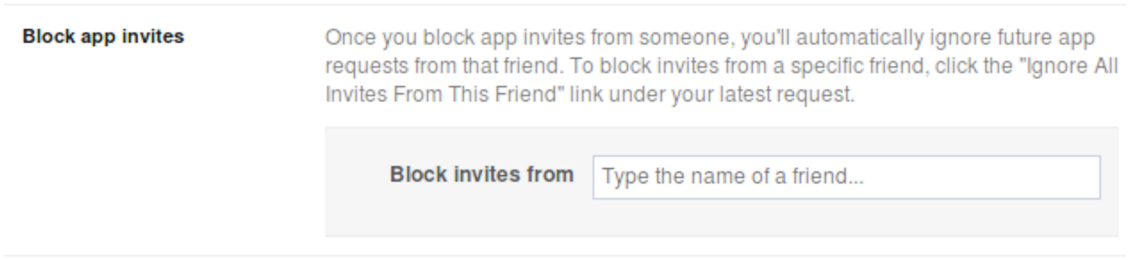 Block app invites
Once you block app invites from someone, you'll automatically ignore future app
requests from that friend. To block invites from a specific friend, click the "Ignore All
Invites From This Friend" link under your latest request.
Block invites from
Type the name of a friend...